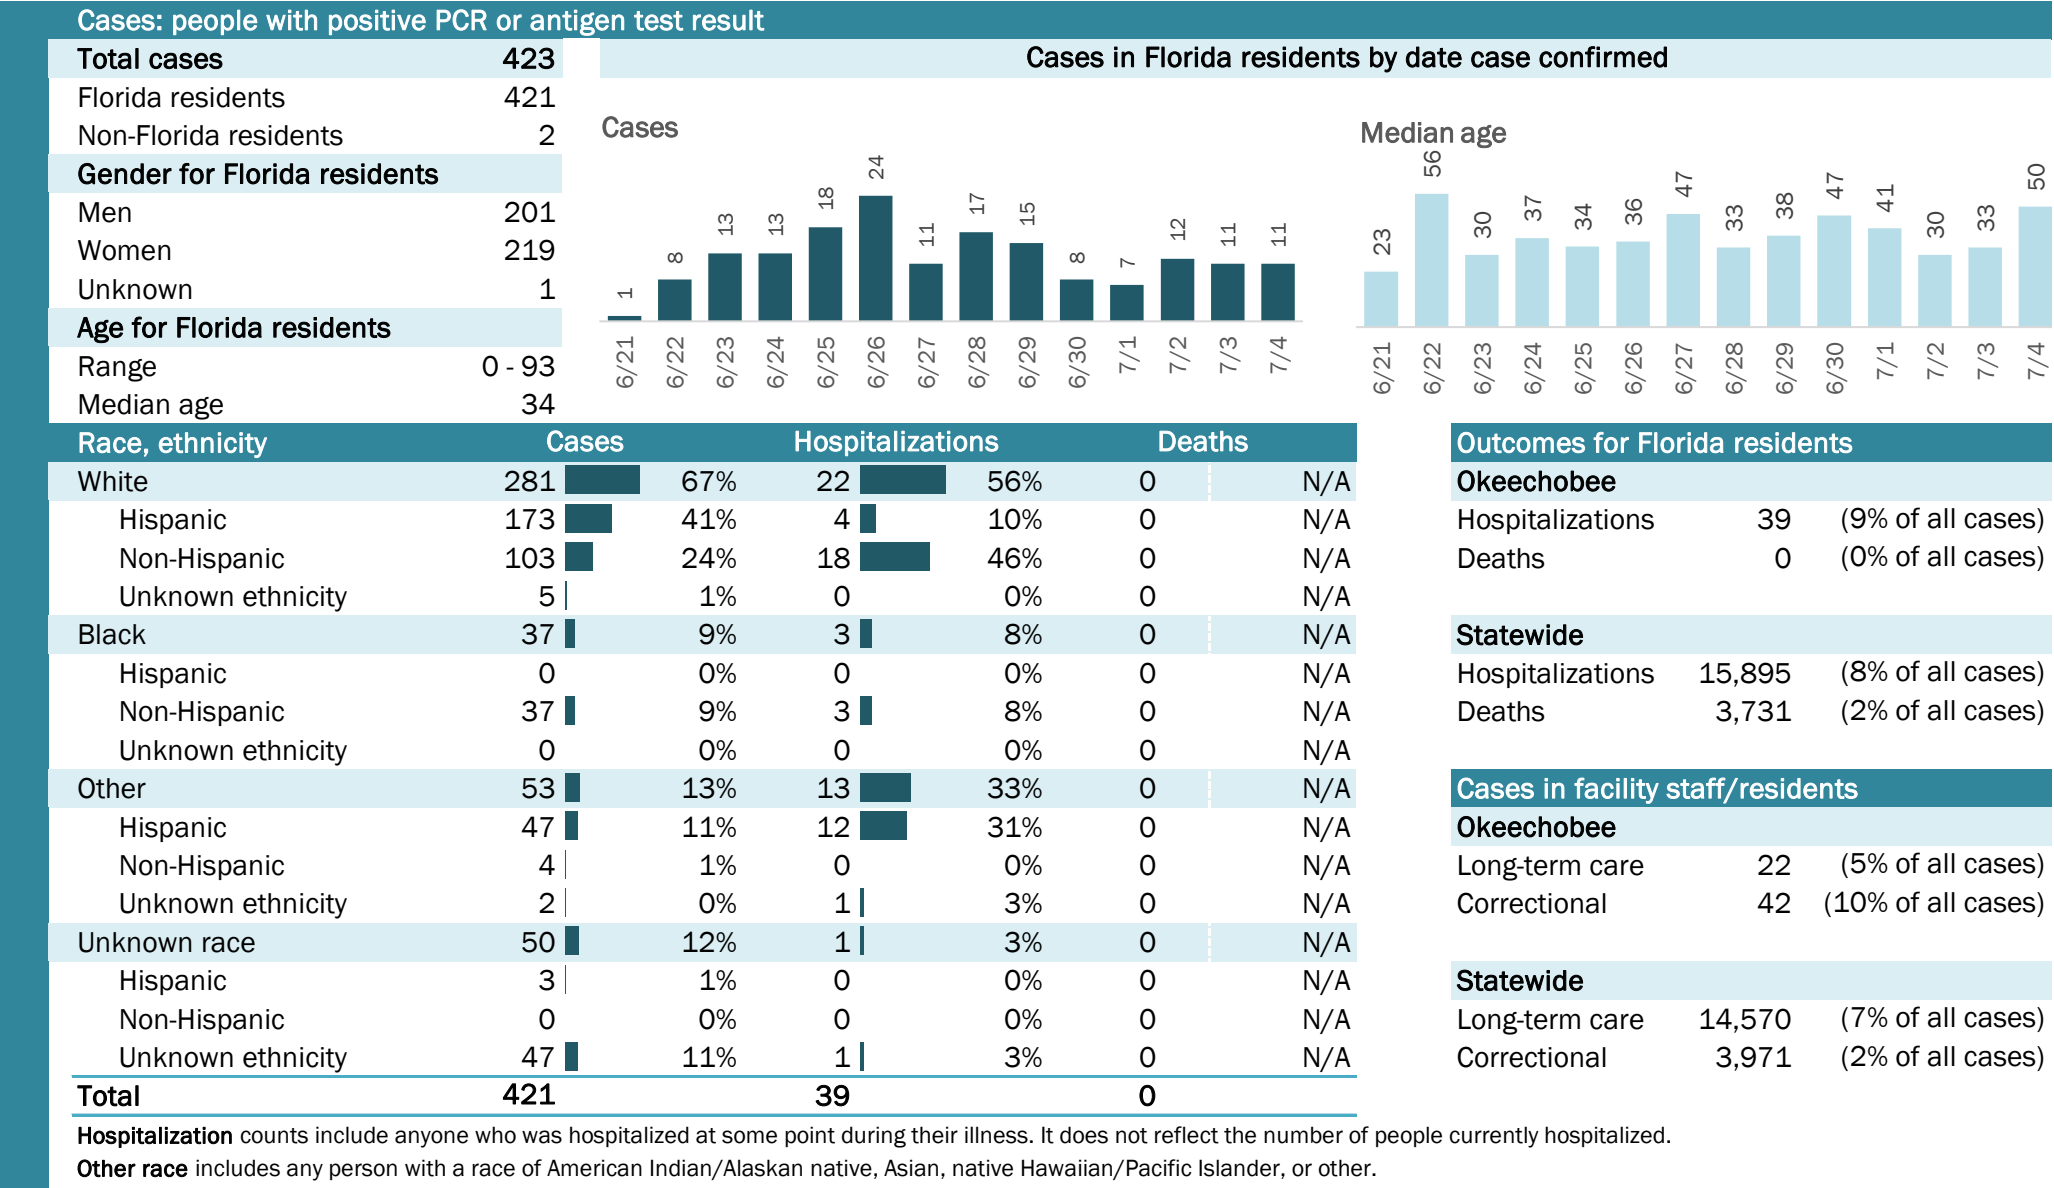 Cases: people with positive PCR or antigen test result
Total cases 423
Florida residents 421
Non-Florida residents 2
Gender for Florida residents
Men 201
Women 219
Unknown 1
Age for Florida residents
Range 0 - 93
Median age 34
Cases in Florida residents by date case confirmed
Cases
1 8 13 13 18 24 11 17 15 8 7 12 11 11
6/21 6/22 6/23 6/24 6/25 6/26 6/27 6/28 6/29 6/30 7/1 7/2 7/3 7/4
Median age
23 56 30 37 34 36 47 33 38 47 41 30 33 50
6/21 6/22 6/23 6/24 6/25 6/26 6/27 6/28 6/29 6/30 7/1 7/2 7/3 7/4
Race, ethnicity Cases Hospitalizations Deaths
White 281 67% 22 56% 0 N/A
Hispanic 173 41% 4 10% 0 N/A
Non-Hispanic 103 24% 18 46% 0 N/A
Unknown ethnicity 5 1% 0 0% 0 N/A
Black 37 9% 3 8% 0 N/A
Hispanic 0 0% 0 0% 0 N/A
Non-Hispanic 37 9% 3 8% 0 N/A
Unknown ethnicity 0 0% 0 0% 0 N/A
Other 53 13% 13 33% 0 N/A
Hispanic 47 11% 12 31% 0 N/A
Non-Hispanic 4 1% 0 0% 0 N/A
Unknown ethnicity 2 0% 1 3% 0 N/A
Unknown race 50 12% 1 3% 0 N/A
Hispanic 3 1% 0 0% 0 N/A
Non-Hispanic 0 0% 0 0% 0 N/A
Unknown ethnicity 47 11% 1 3% 0 N/A
Total 421 39 0
Outcomes for Florida residents
Okeechobee
Hospitalizations 39 (9% of all cases)
Deaths 0 (0% of all cases)
Statewide
Hospitalizations 15,895 (8% of all cases)
Deaths 3,731 (2% of all cases)
Cases in facility staff/residents
Okeechobee
Long-term care 22 (5% of all cases)
Correctional 42 (10% of all cases)
Statewide
Long-term care 14,570 (7% of all cases)
Correctional 3,971 (2% of all cases)
Hospitalization counts include anyone who was hospitalized at some point during their illness. It does not reflect the number of people currently hospitalized.
Other race includes any person with a race of American Indian/Alaskan native, Asian, native Hawaiian/Pacific Islander, or other.